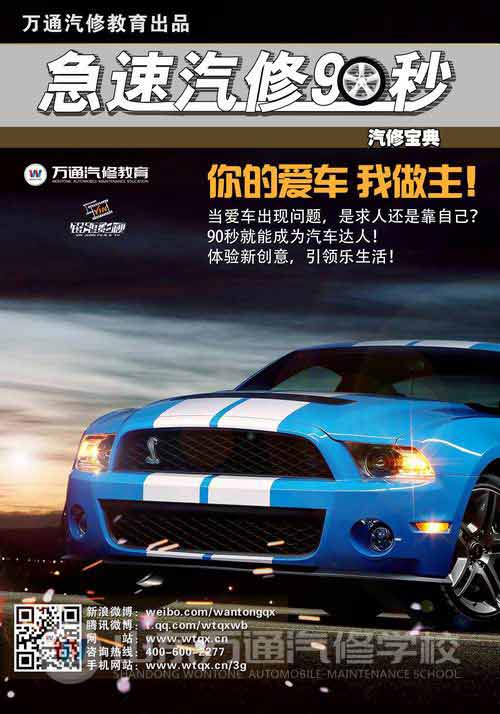 万通汽修教育出品
急速汽修90秒
汽修宝典
W 万通汽修教育
WONTONE AUTOMOBILE-MAINTENANCE EDUCATION
你的爱车 我做主!
当爱车出现问题，是求人还是靠自己?
90秒就能成为汽车达人!
体验新创意，引领乐生活!
新浪微博: weibo.com/wantongqx
腾讯微博: t.qq.com/wtqxwb
网 站: www.wtqx.cn
咨询热线: 400-600-2277
手机网站: www.wtqx.cn/3g
万通汽修学校
SHANDONG WONTONE AUTOMOBILE-MAINTENANCE SCHOOL